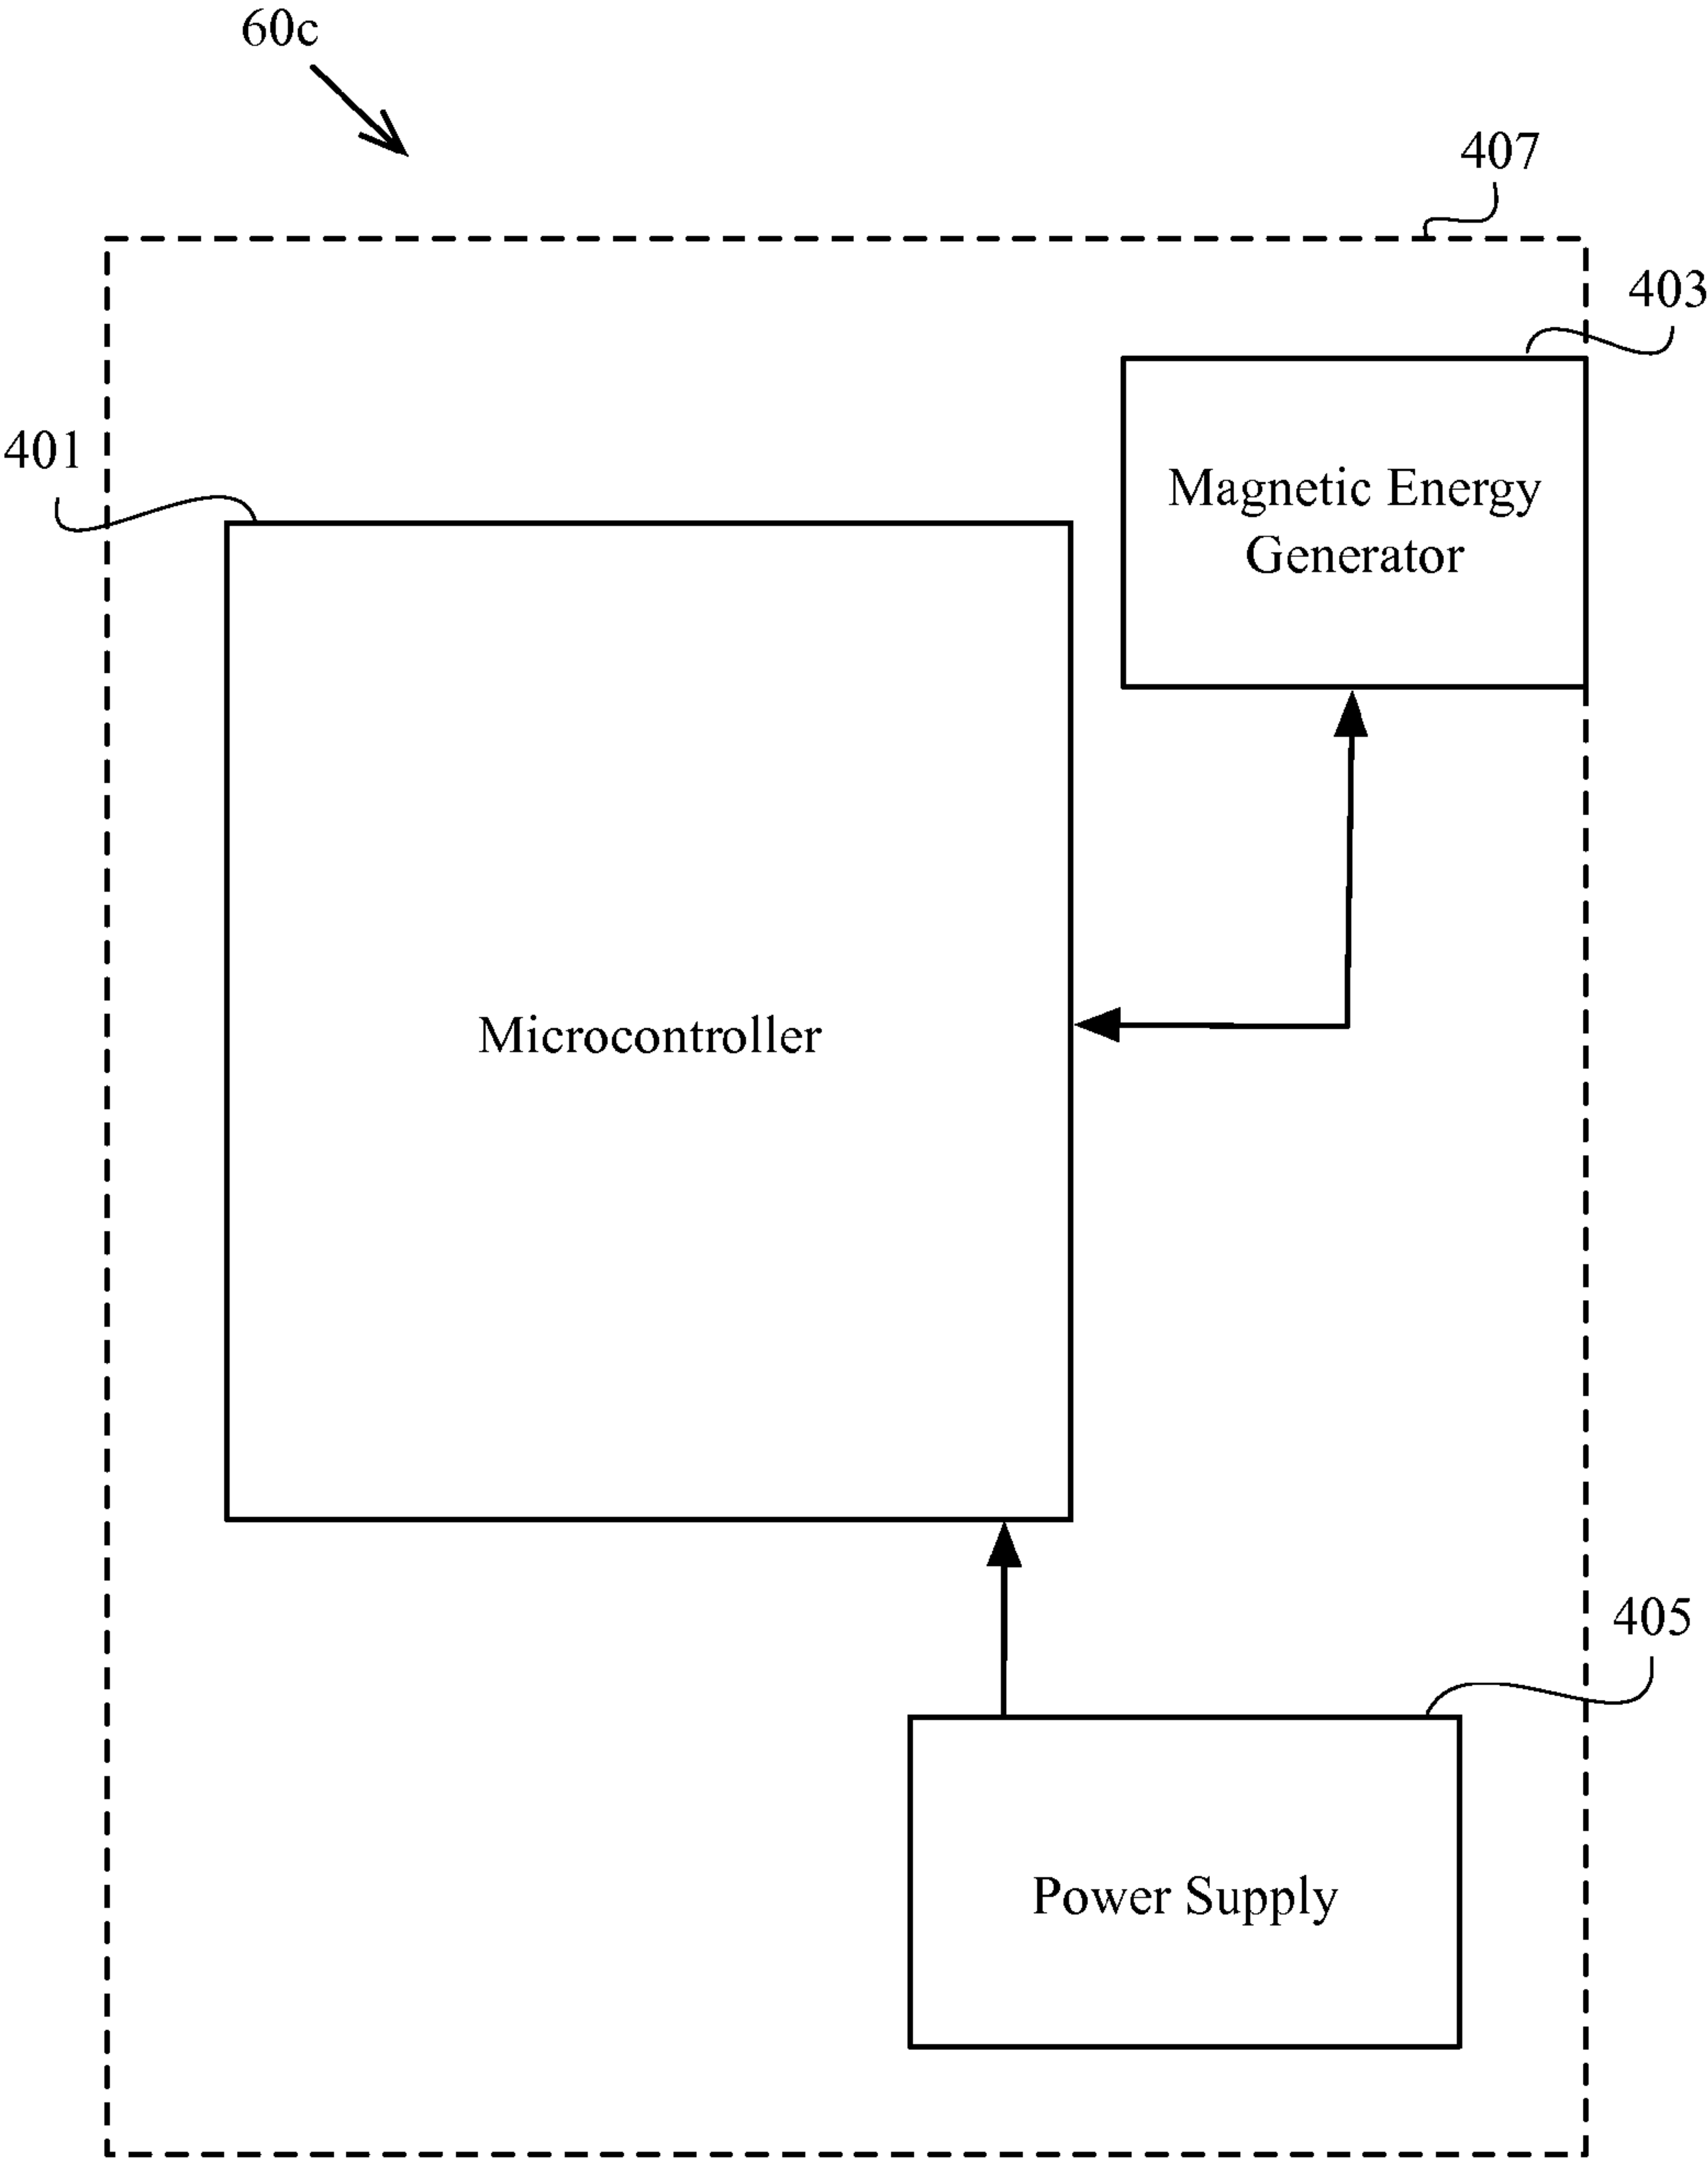 60c
407
403
401
Magnetic Energy
Generator
Microcontroller
405
Power Supply